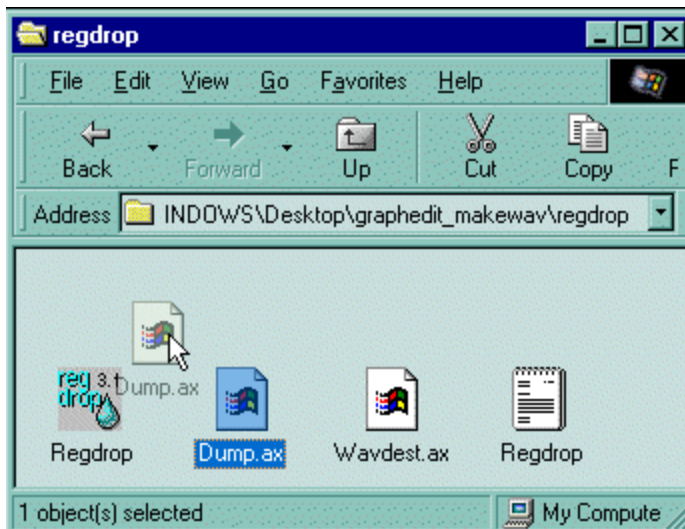 regdrop
File Edit View Go Favorites Help
Back Forward Up Cut Copy F
Address INDOWS\Desktop\graphedit_makewav\regdrop
reg 3.1
drop
Dump.ax
Regdrop Dump.ax Wavdest.ax Regdrop
1 object(s) selected My Compute